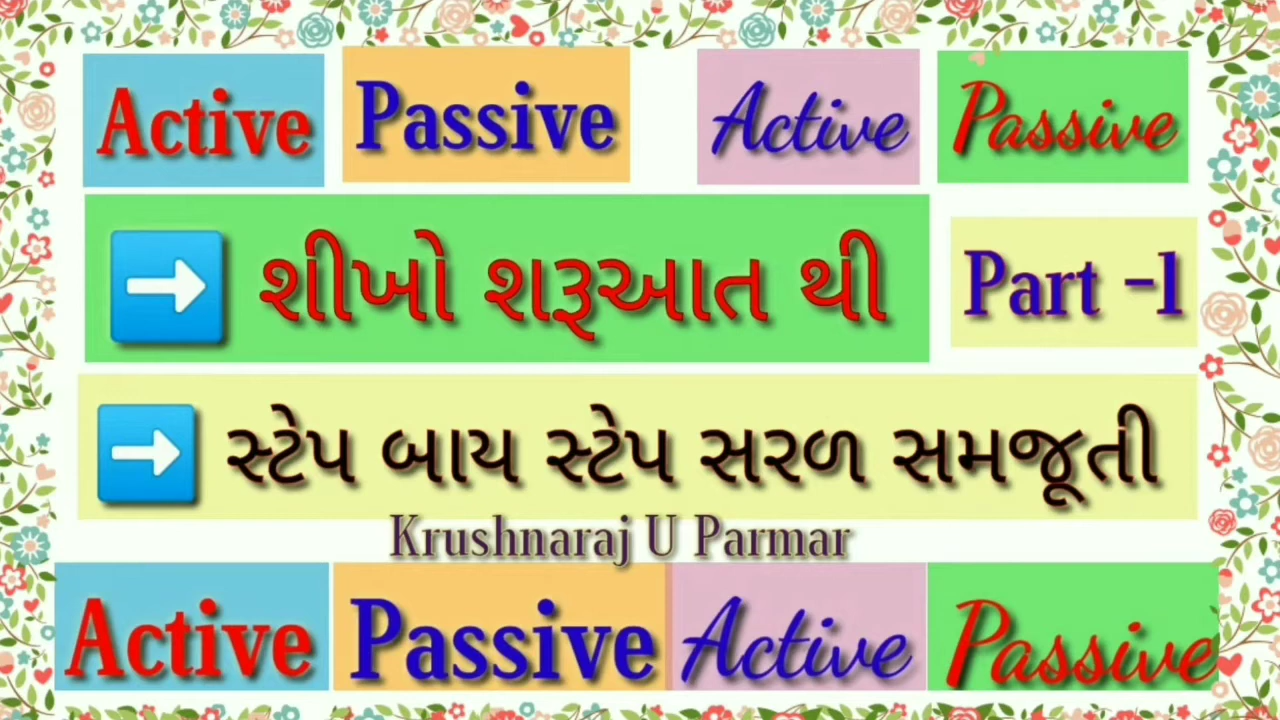 Active Passive Active Passive
➡ શીખો શરૂઆત થી Part -1
➡ સ્ટેપ બાય સ્ટેપ સરળ સમજૂતી
Krushnaraj U Parmar
Active Passive Active Passive